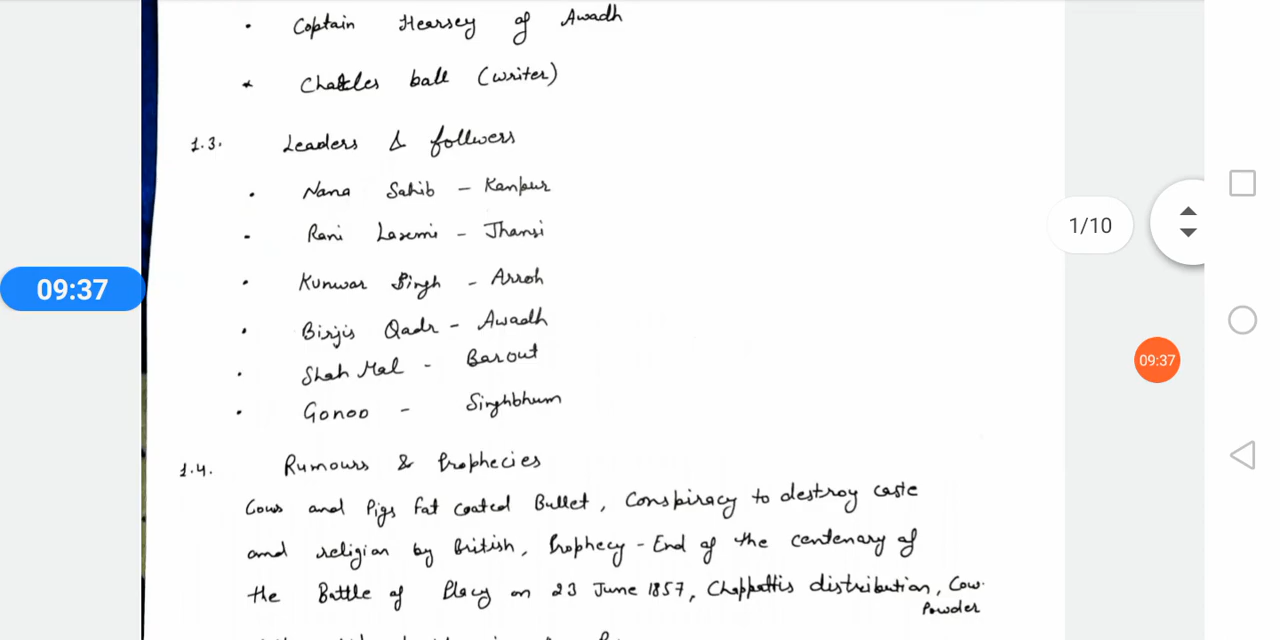 • Captain Hearsey of Awadh
* Charles ball (writer)
1.3. Leaders & follwers
• Nana Sahib - Kanpur
- Rani Laxmi - Jhansi
• Kunwar Singh - Arrah
• Birjis Qadr - Awadh
• Shah Mal - Barout
• Gonoo - Singhbhum
1.4. Rumours & Prophecies
Cows and Pigs fat coated Bullet, Conspiracy to destroy caste
and religion by British, Prophecy - End of the centenary of
the Battle of Plasy on 23 June 1857, Chappattis distribution, Cow
Powder
1/10
09:37
09:37